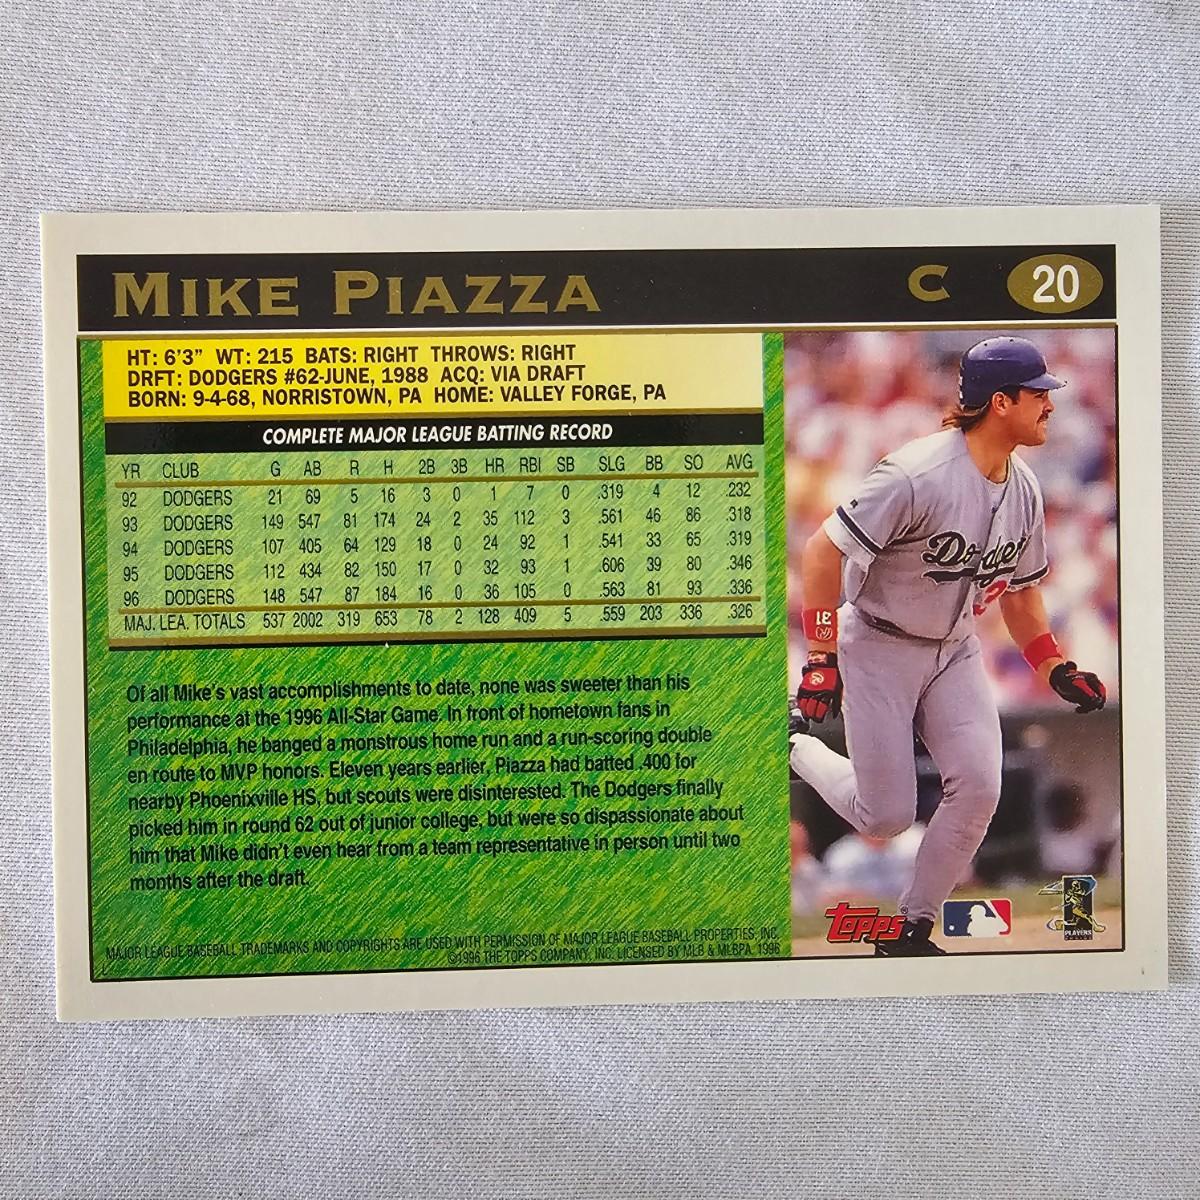 MIKE PIAZZA C 20
HT: 6'3" WT: 215 BATS: RIGHT THROWS: RIGHT
DRFT: DODGERS #62-JUNE, 1988 ACQ: VIA DRAFT
BORN: 9-4-68, NORRISTOWN, PA HOME: VALLEY FORGE, PA
COMPLETE MAJOR LEAGUE BATTING RECORD
YR CLUB G AB R H 2B 3B HR RBI SB SLG BB SO AVG
92 DODGERS 21 69 5 16 3 0 1 7 0 .319 4 12 .232
93 DODGERS 149 547 81 174 24 2 35 112 3 .561 46 86 .318
94 DODGERS 107 405 64 129 18 0 24 92 1 .541 33 65 .319
95 DODGERS 112 434 82 150 17 0 32 93 1 .606 39 80 .346
96 DODGERS 148 547 87 184 16 0 36 105 0 .563 81 93 .336
MAJ. LEA. TOTALS 537 2002 319 653 78 2 128 409 5 .559 203 336 .326
Of all Mike's vast accomplishments to date, none was sweeter than his
performance at the 1996 All-Star Game. In front of hometown fans in
Philadelphia, he banged a monstrous home run and a run-scoring double
en route to MVP honors. Eleven years earlier, Piazza had batted .400 for
nearby Phoenixville HS, but scouts were disinterested. The Dodgers finally
picked him in round 62 out of junior college, but were so dispassionate about
him that Mike didn't even hear from a team representative in person until two
months after the draft.
MAJOR LEAGUE BASEBALL TRADEMARKS AND COPYRIGHTS ARE USED WITH PERMISSION OF MAJOR LEAGUE BASEBALL PROPERTIES, INC.
©1996 THE TOPPS COMPANY, INC. LICENSED BY MLB & MLBPA, 1996
Dodgers
3
31
topps®
PLAYERS
CHOICE